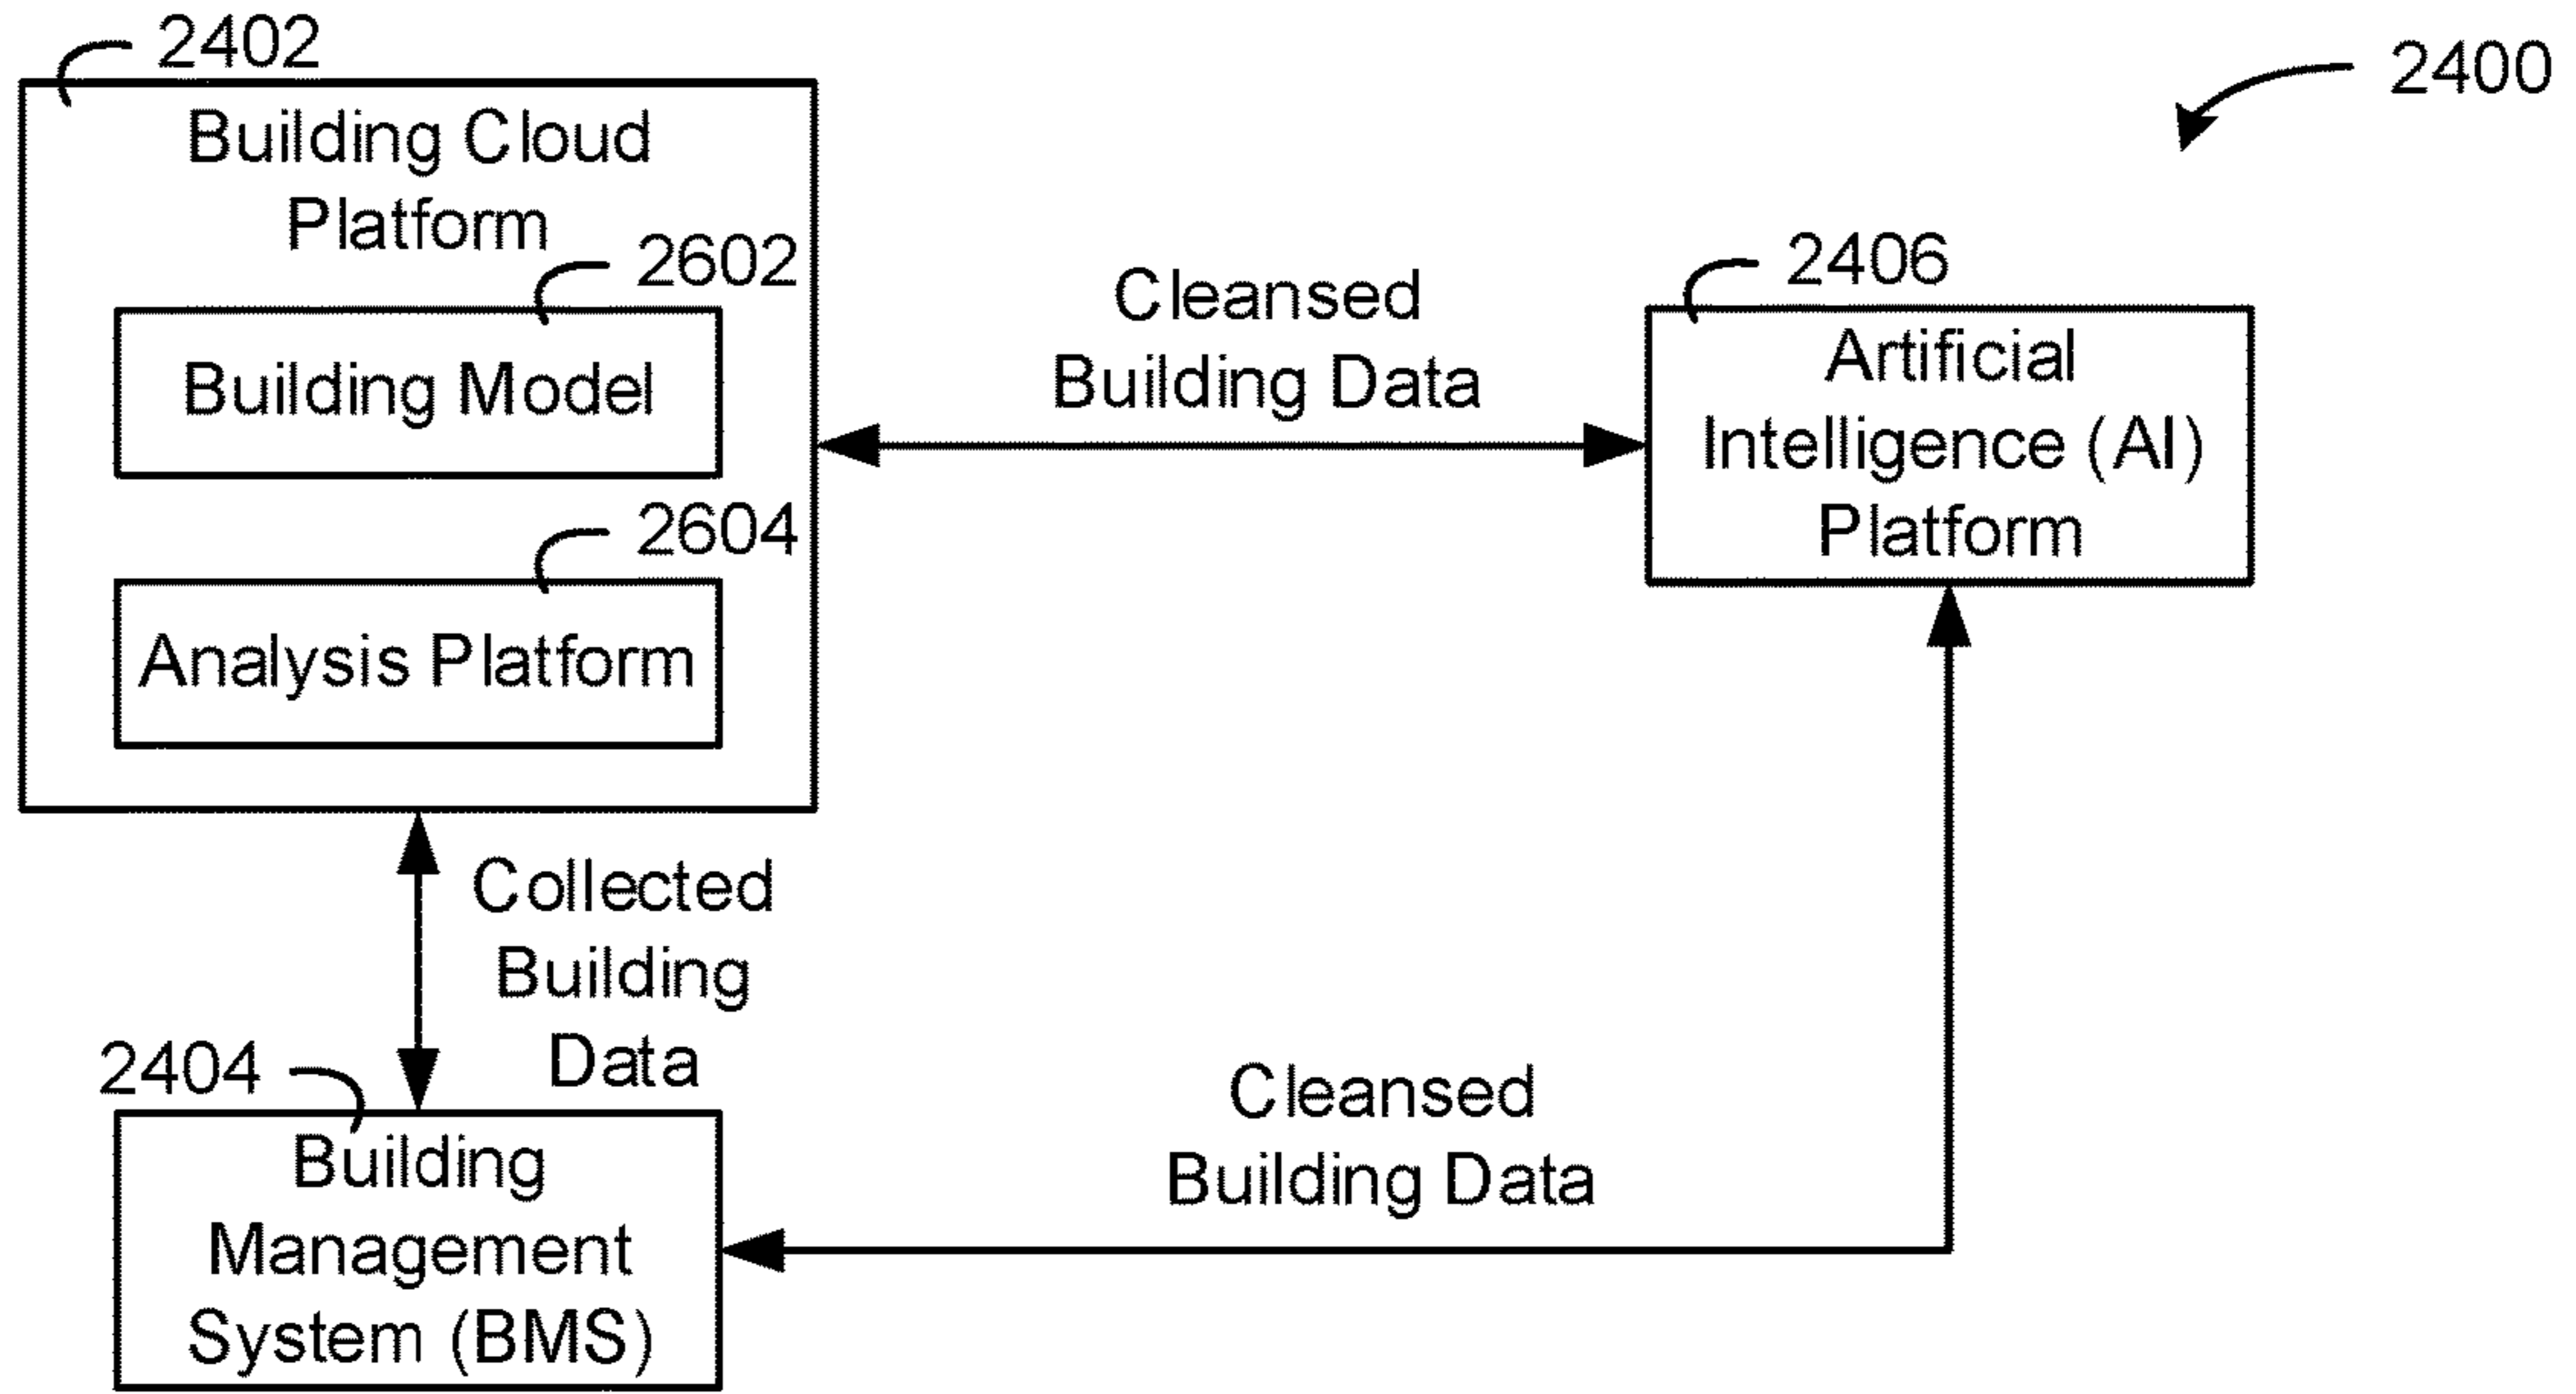 2402
2400
Building Cloud
Platform
2602
Building Model
2604
Analysis Platform
Cleansed
Building Data
2406
Artificial
Intelligence (AI)
Platform
Collected
Building
Data
2404
Building
Management
System (BMS)
Cleansed
Building Data